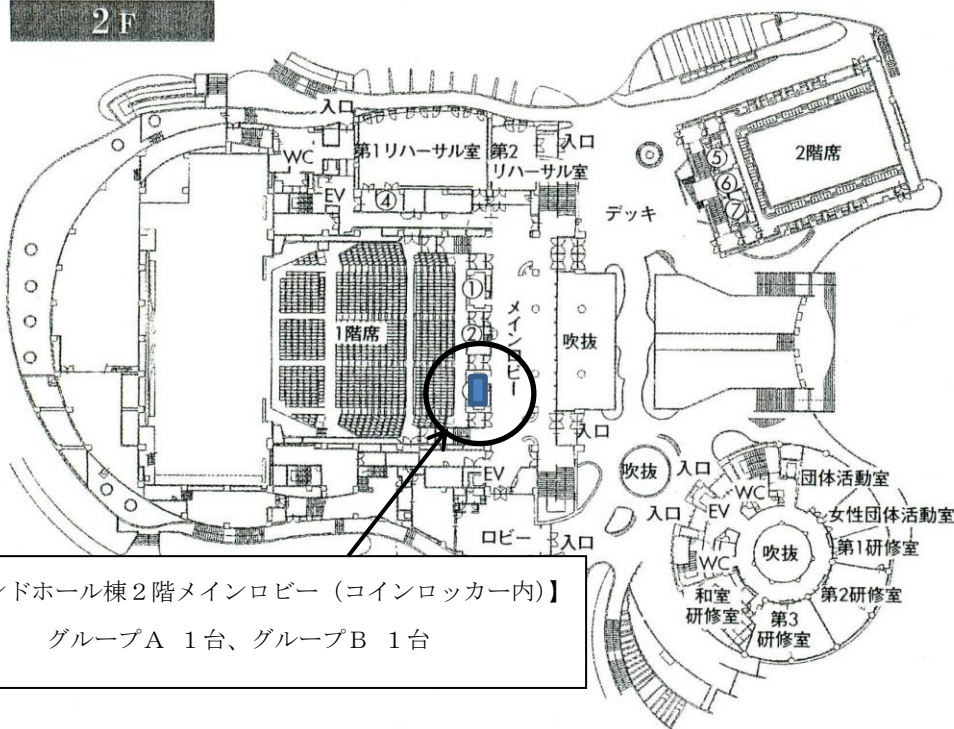 2F
入口
WC
第1リハーサル室
第2
リハーサル室
入口
EV
④
デッキ
⑤
⑥
⑦
2階席
①
②
1階席
メインロビー
吹抜
入口
EV
ロビー
入口
吹抜
入口
入口
WC
EV
WC
吹抜
団体活動室
女性団体活動室
第1研修室
第2研修室
第3
研修室
和室
研修室
ンドホール棟2階メインロビー（コインロッカー内）】
グループA 1台、グループB 1台